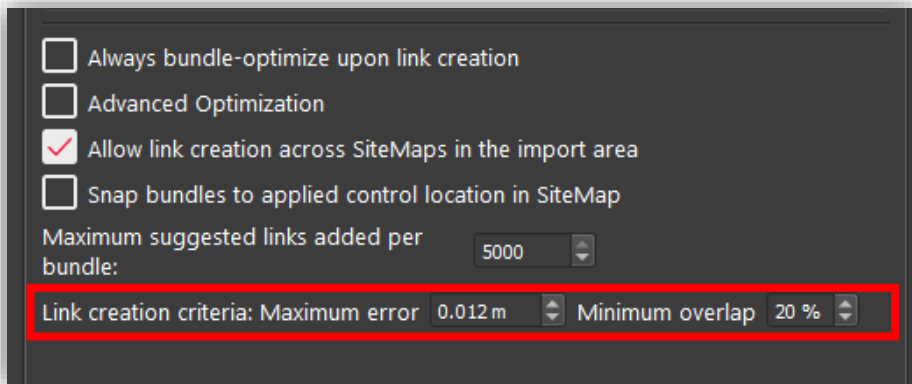 Always bundle-optimize upon link creation
Advanced Optimization
Allow link creation across SiteMaps in the import area
Snap bundles to applied control location in SiteMap
Maximum suggested links added per
bundle: 5000
Link creation criteria: Maximum error 0.012 m Minimum overlap 20 %